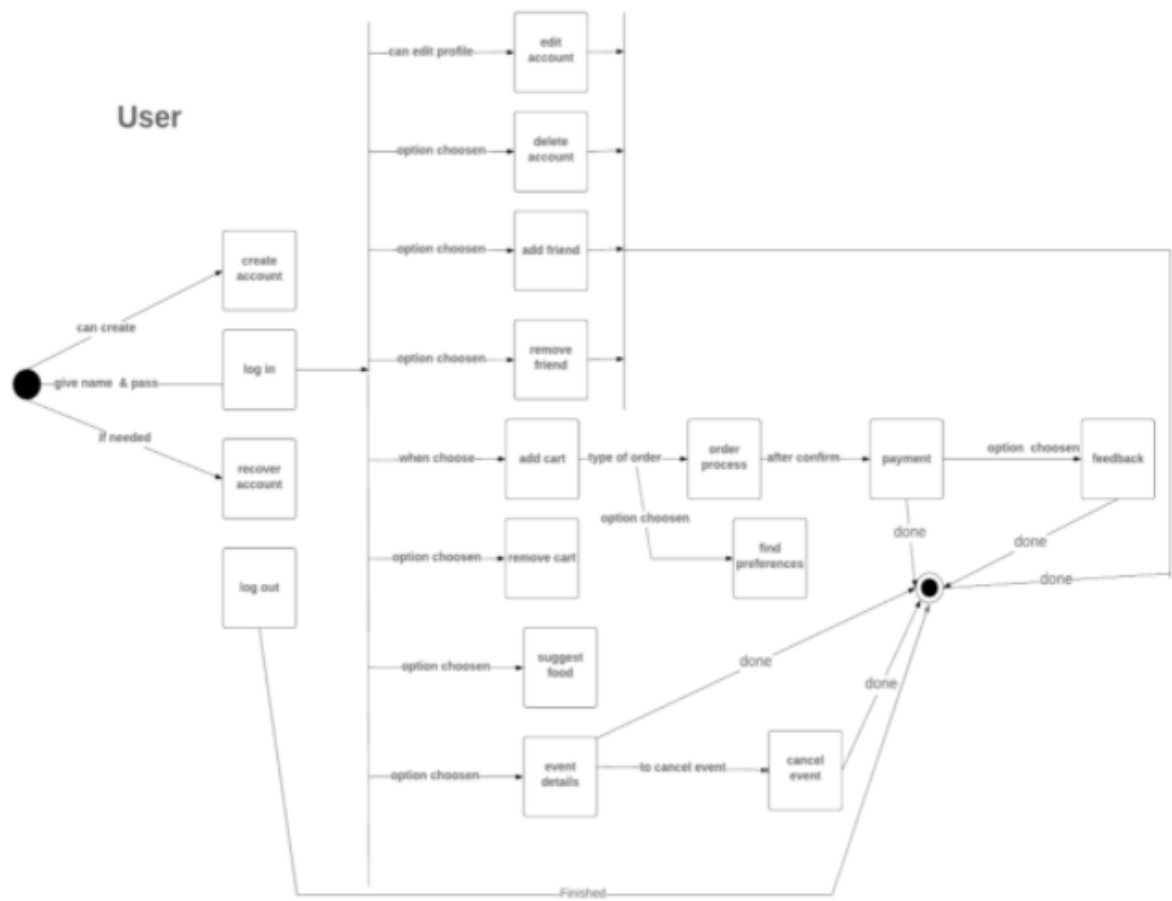 can edit profile
edit
account
User
option choosen
delete
account
create
account
option choosen
add friend
can create
log in
option choosen
remove
friend
give name & pass
if needed
recover
account
when choose
add cart
type of order
order
process
after confirm
payment
option choosen
feedback
option choosen
done
done
option choosen
remove cart
find
preferences
log out
done
option choosen
suggest
food
done
done
option choosen
event
details
to cancel event
cancel
event
Finished